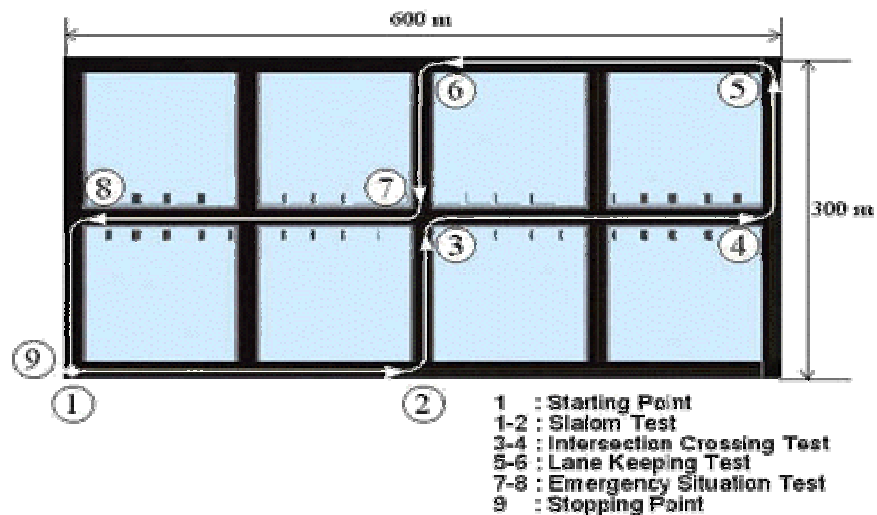 600 m
6
5
8
7
300 m
3
4
9
1
2
1 : Starting Point
1-2 : Slalom Test
3-4 : Intersection Crossing Test
5-6 : Lane Keeping Test
7-8 : Emergency Situation Test
9 : Stopping Point